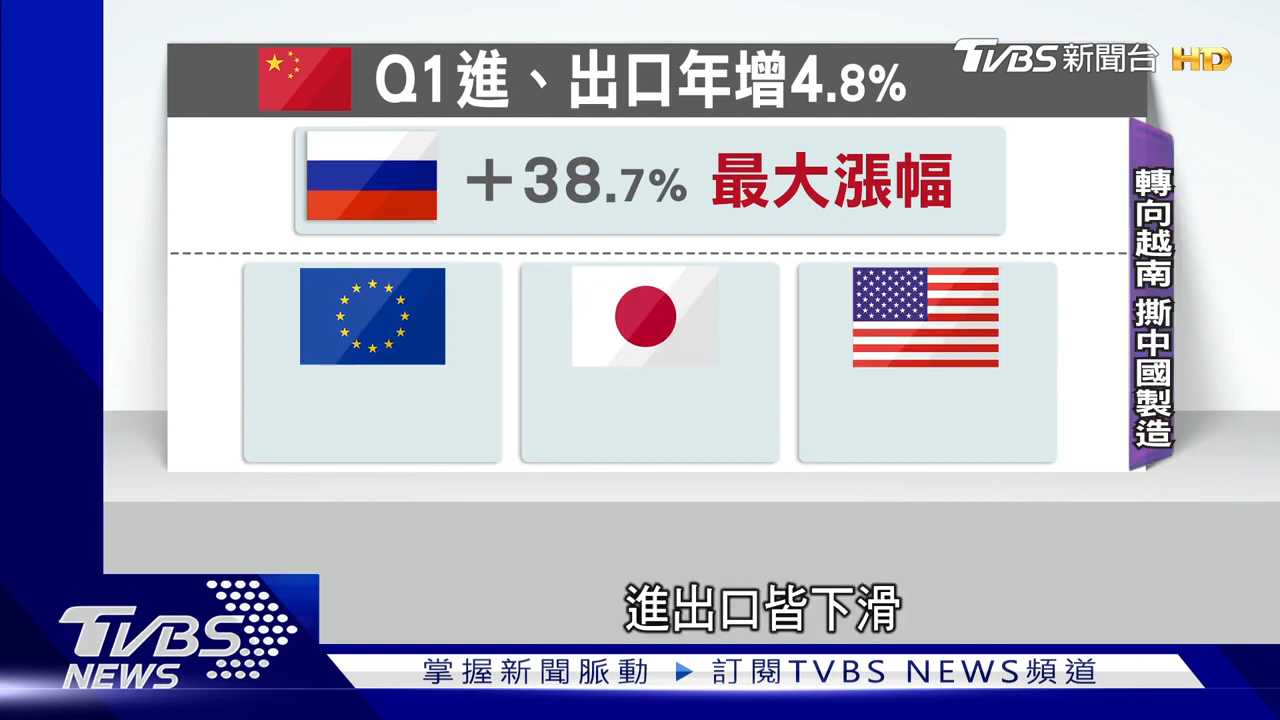 TVBS新聞台 HD
Q1進、出口年增4.8%
+38.7% 最大漲幅
轉向越南 撕中國製造
進出口皆下滑
TVBS NEWS
掌握新聞脈動 ▶ 訂閱TVBS NEWS頻道